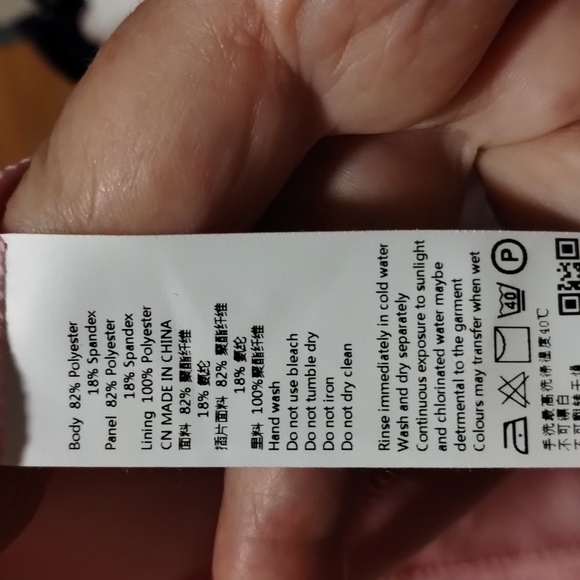 Body 82% Polyester
18% Spandex
Panel 82% Polyester
18% Spandex
Lining 100% Polyester
CN MADE IN CHINA
面料 82% 聚酯纤维
18% 氨纶
插片面料 82% 聚酯纤维
18% 氨纶
里料 100%聚酯纤维
Hand wash
Do not use bleach
Do not tumble dry
Do not iron
Do not dry clean
Rinse immediately in cold water
Wash and dry separately
Continuous exposure to sunlight
and chlorinated water maybe
detrmental to the garment
Colours may transfer when wet
40 P
手洗最高洗涤温度40℃
不可漂白